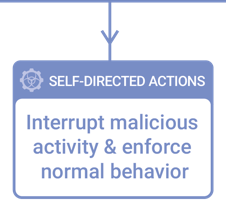 SELF-DIRECTED ACTIONS
Interrupt malicious
activity & enforce
normal behavior